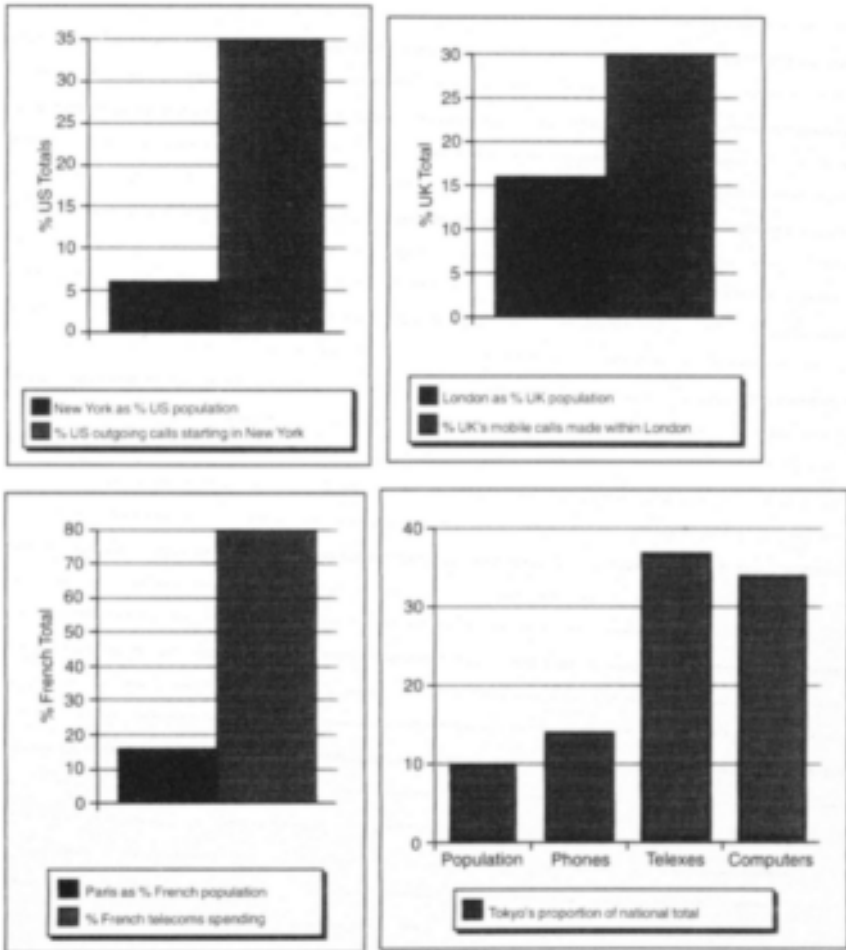 35
30
25
20
15
10
5
0
% US Totals
New York as % US population
% US outgoing calls starting in New York
30
25
20
15
10
5
0
% UK Total
London as % UK population
% UK's mobile calls made within London
80
70
60
50
40
30
20
10
0
% French Total
Paris as % French population
% French telecoms spending
40
30
20
10
0
Population Phones Telexes Computers
Tokyo's proportion of national total